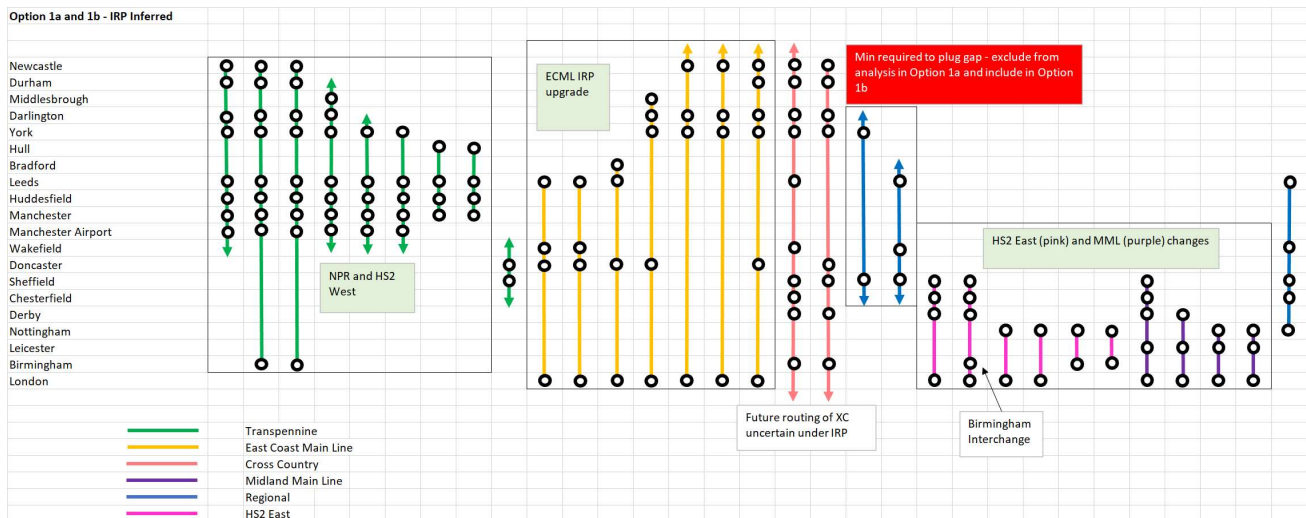 Option 1a and 1b - IRP Inferred
Newcastle
Durham
Middlesbrough
Darlington
York
Hull
Bradford
Leeds
Huddesfield
Manchester
Manchester Airport
Wakefield
Doncaster
Sheffield
Chesterfield
Derby
Nottingham
Leicester
Birmingham
London
NPR and HS2
West
ECML IRP
upgrade
Min required to plug gap - exclude from
analysis in Option 1a and include in Option
1b
HS2 East (pink) and MML (purple) changes
Future routing of XC
uncertain under IRP
Birmingham
Interchange
Transpennine
East Coast Main Line
Cross Country
Midland Main Line
Regional
HS2 East